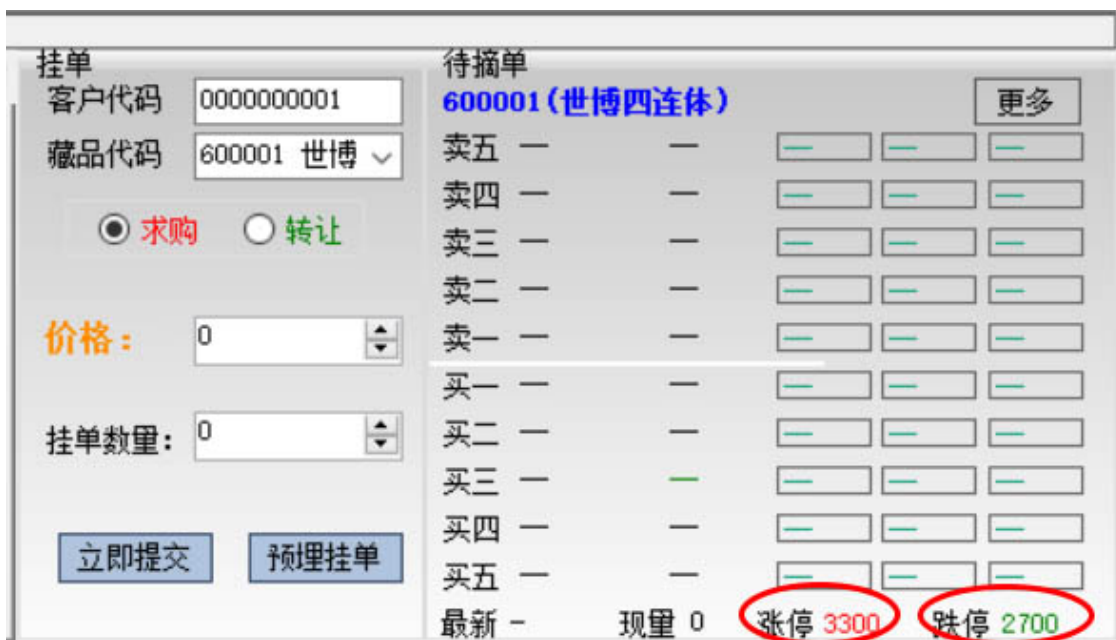 挂单
客户代码 0000000001
藏品代码 600001 世博
求购 转让
价格：
0
挂单数量： 0
立即提交 预埋挂单
待摘单
600001(世博四连体) 更多
卖五 — — — — —
卖四 — — — — —
卖三 — — — — —
卖二 — — — — —
卖一 — — — — —
买一 — — — — —
买二 — — — — —
买三 — — — — —
买四 — — — — —
买五 — — — — —
最新 - 现量 0 涨停 3300 跌停 2700